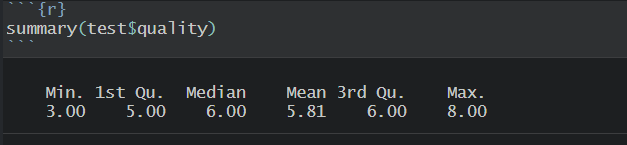 ```{r}
summary(test$quality)
```
Min. 1st Qu. Median Mean 3rd Qu. Max.
3.00 5.00 6.00 5.81 6.00 8.00